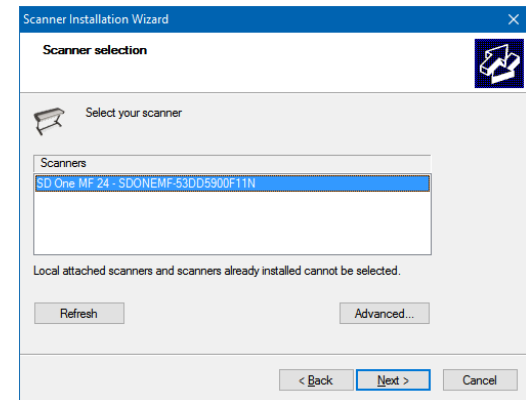 Scanner Installation Wizard
Scanner selection
Select your scanner
Scanners
SD One MF 24 - SDONEMF-53DD5900F11N
Local attached scanners and scanners already installed cannot be selected.
Refresh
Advanced...
< Back
Next >
Cancel